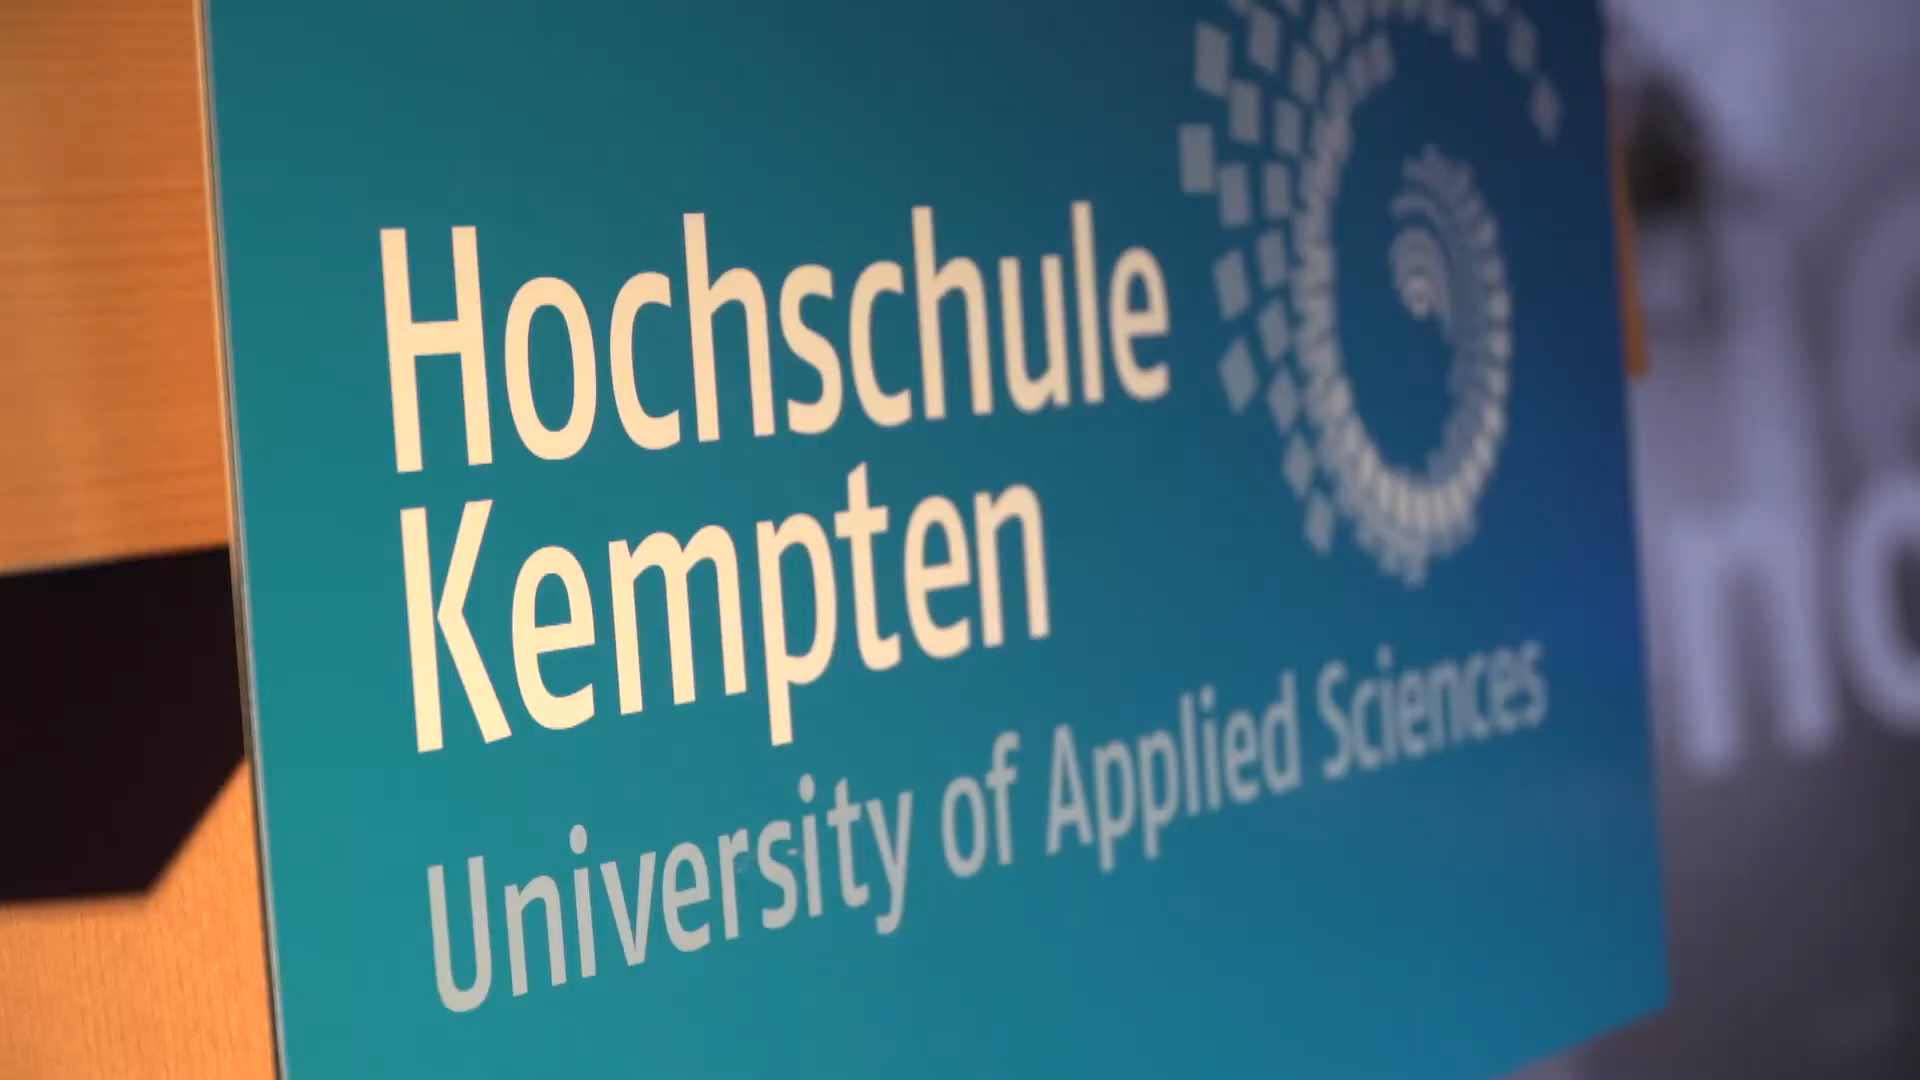 Hochschule
Kempten
University of Applied Sciences